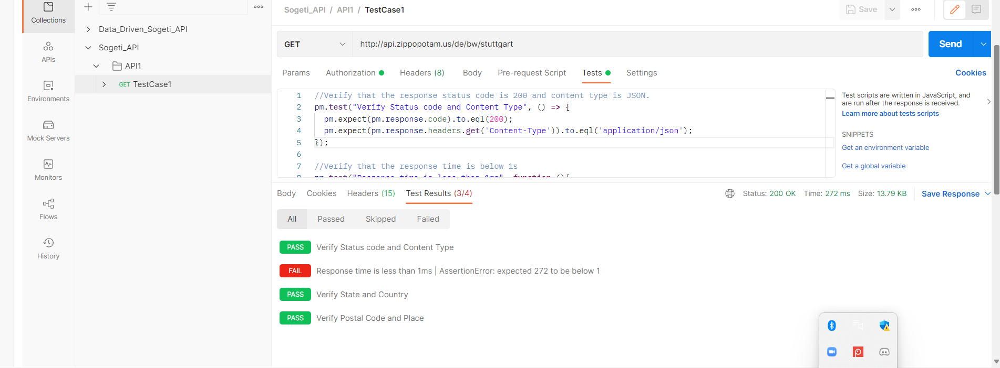 Collections
APIs
Environments
Mock Servers
Monitors
Flows
History
Data_Driven_Sogeti_API
Sogeti_API
API1
GET TestCase1
Sogeti_API / API1 / TestCase1
Save
GET
http://api.zippopotam.us/de/bw/stuttgart
Send
Params Authorization Headers (8) Body Pre-request Script Tests Settings
Cookies
1 //Verify that the response status code is 200 and content type is JSON.
2 pm.test("Verify Status code and Content Type", () => {
3 pm.expect(pm.response.code).to.eql(200);
4 pm.expect(pm.response.headers.get('Content-Type')).to.eql('application/json');
5 });
6
7 //Verify that the response time is below 1s
8 pm.test("Response time is less than 1ms", function (){
Test scripts are written in JavaScript, and
are run after the response is received.
Learn more about tests scripts
SNIPPETS
Get an environment variable
Get a global variable
Body Cookies Headers (15) Test Results (3/4)
Status: 200 OK Time: 272 ms Size: 13.79 KB
Save Response
All Passed Skipped Failed
PASS Verify Status code and Content Type
FAIL Response time is less than 1ms | AssertionError: expected 272 to be below 1
PASS Verify State and Country
PASS Verify Postal Code and Place